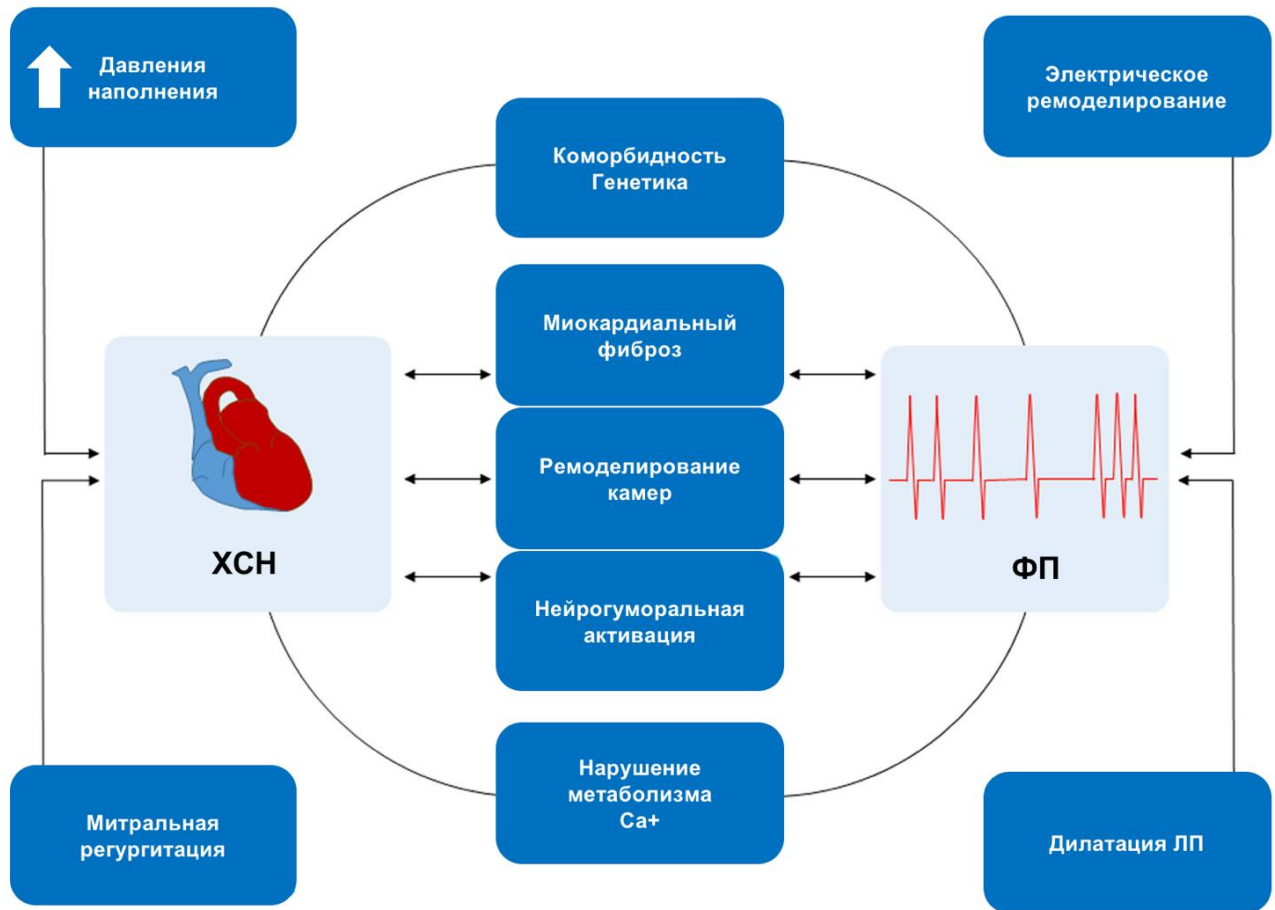 Давления
наполнения
Электрическое
ремоделирование
Коморбидность
Генетика
Миокардиальный
фиброз
Ремоделирование
камер
ХСН
ФП
Нейрогуморальная
активация
Нарушение
метаболизма
Ca+
Митральная
регургитация
Дилатация ЛП